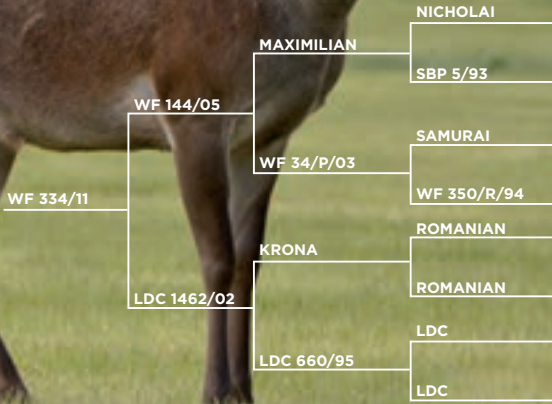 NICHOLAI
MAXIMILIAN
SBP 5/93
WF 144/05
SAMURAI
WF 34/P/03
WF 350/R/94
WF 334/11
ROMANIAN
KRONA
ROMANIAN
LDC 1462/02
LDC
LDC 660/95
LDC